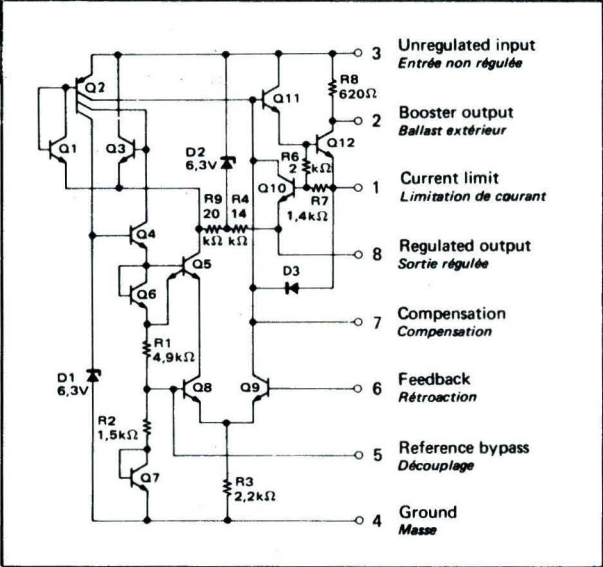 3 Unregulated input
Entrée non régulée
R8
620Ω
Q2
Q11
2 Booster output
Ballast extérieur
Q12
Q1
Q3
D2
6,3V
R6
2
kΩ
Q10
R7
1,4kΩ
1 Current limit
Limitation de courant
R9
20
kΩ
R4
14
kΩ
Q4
Q5
8 Regulated output
Sortie régulée
D3
Q6
7 Compensation
Compensation
R1
4,9kΩ
D1
6,3V
Q8
Q9
6 Feedback
Rétroaction
R2
1,5kΩ
5 Reference bypass
Découplage
Q7
R3
2,2kΩ
4 Ground
Masse